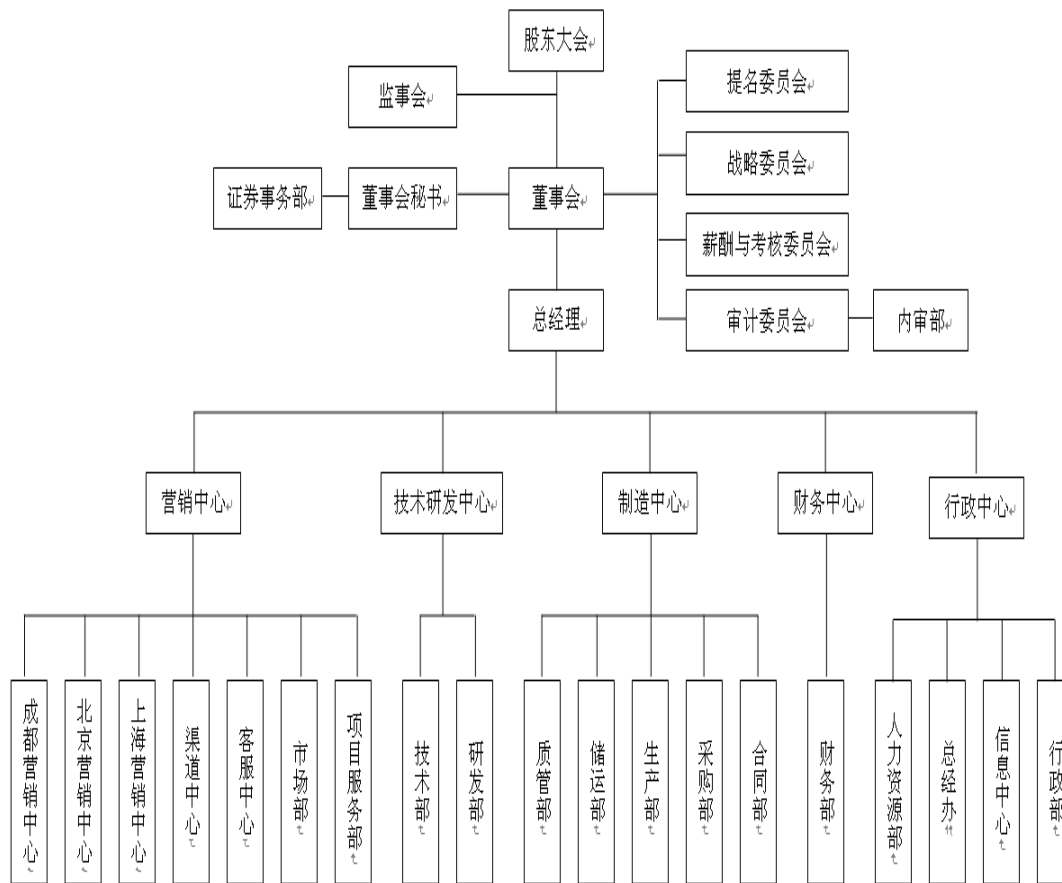 股东大会
监事会
提名委员会
战略委员会
证券事务部
董事会秘书
董事会
薪酬与考核委员会
总经理
审计委员会
内审部
营销中心
技术研发中心
制造中心
财务中心
行政中心
成都营销中心
北京营销中心
上海营销中心
渠道中心
客服中心
市场部
项目服务部
技术部
研发部
质管部
储运部
生产部
采购部
合同部
财务部
人力资源部
总经办
信息中心
行政部